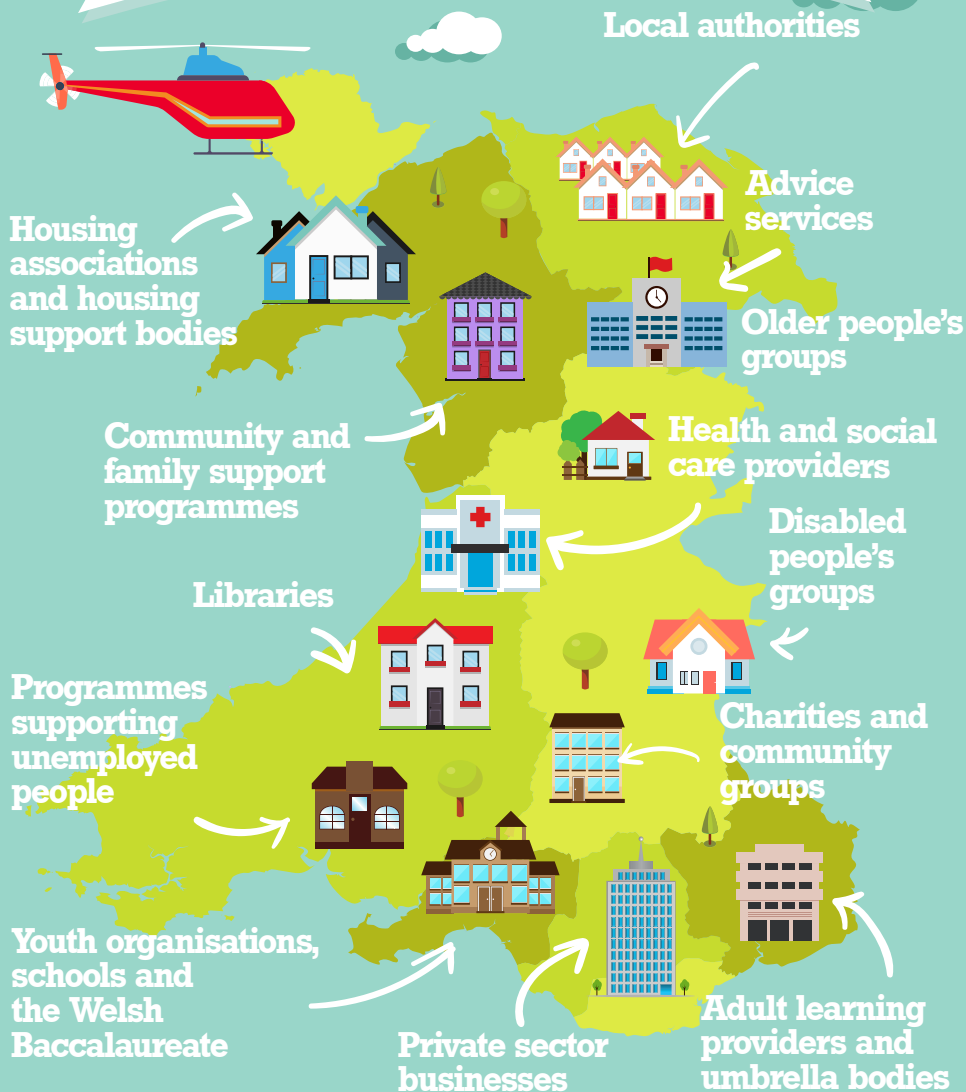 Local authorities
Advice
services
Housing
associations
and housing
support bodies
Older people's
groups
Community and
family support
programmes
Health and social
care providers
Disabled
people's
groups
Libraries
Programmes
supporting
unemployed
people
Charities and
community
groups
Youth organisations,
schools and
the Welsh
Baccalaureate
Private sector
businesses
Adult learning
providers and
umbrella bodies